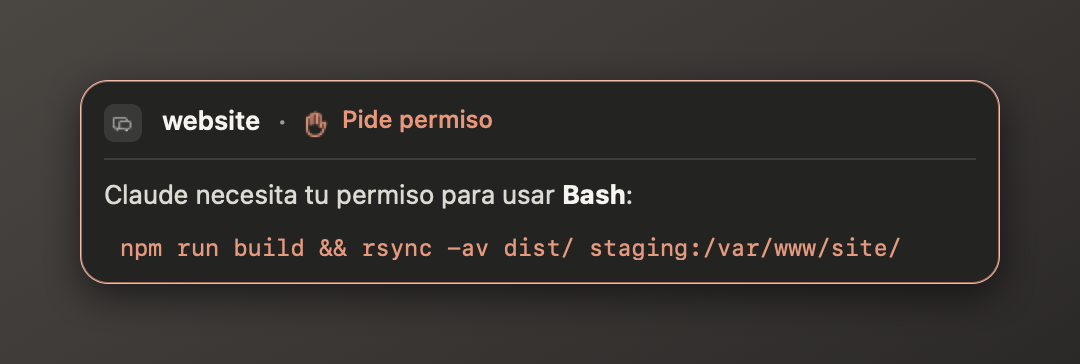 website · Pide permiso
Claude necesita tu permiso para usar Bash:
npm run build && rsync -av dist/ staging:/var/www/site/